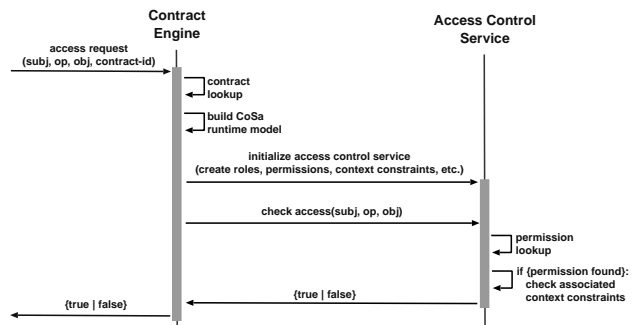 Contract
Engine
Access Control
Service
access request
(subj, op, obj, contract-id)
contract
lookup
build CoSa
runtime model
initialize access control service
(create roles, permissions, context constraints, etc.)
check access(subj, op, obj)
permission
lookup
if {permission found}:
check associated
context constraints
{true | false}
{true | false}